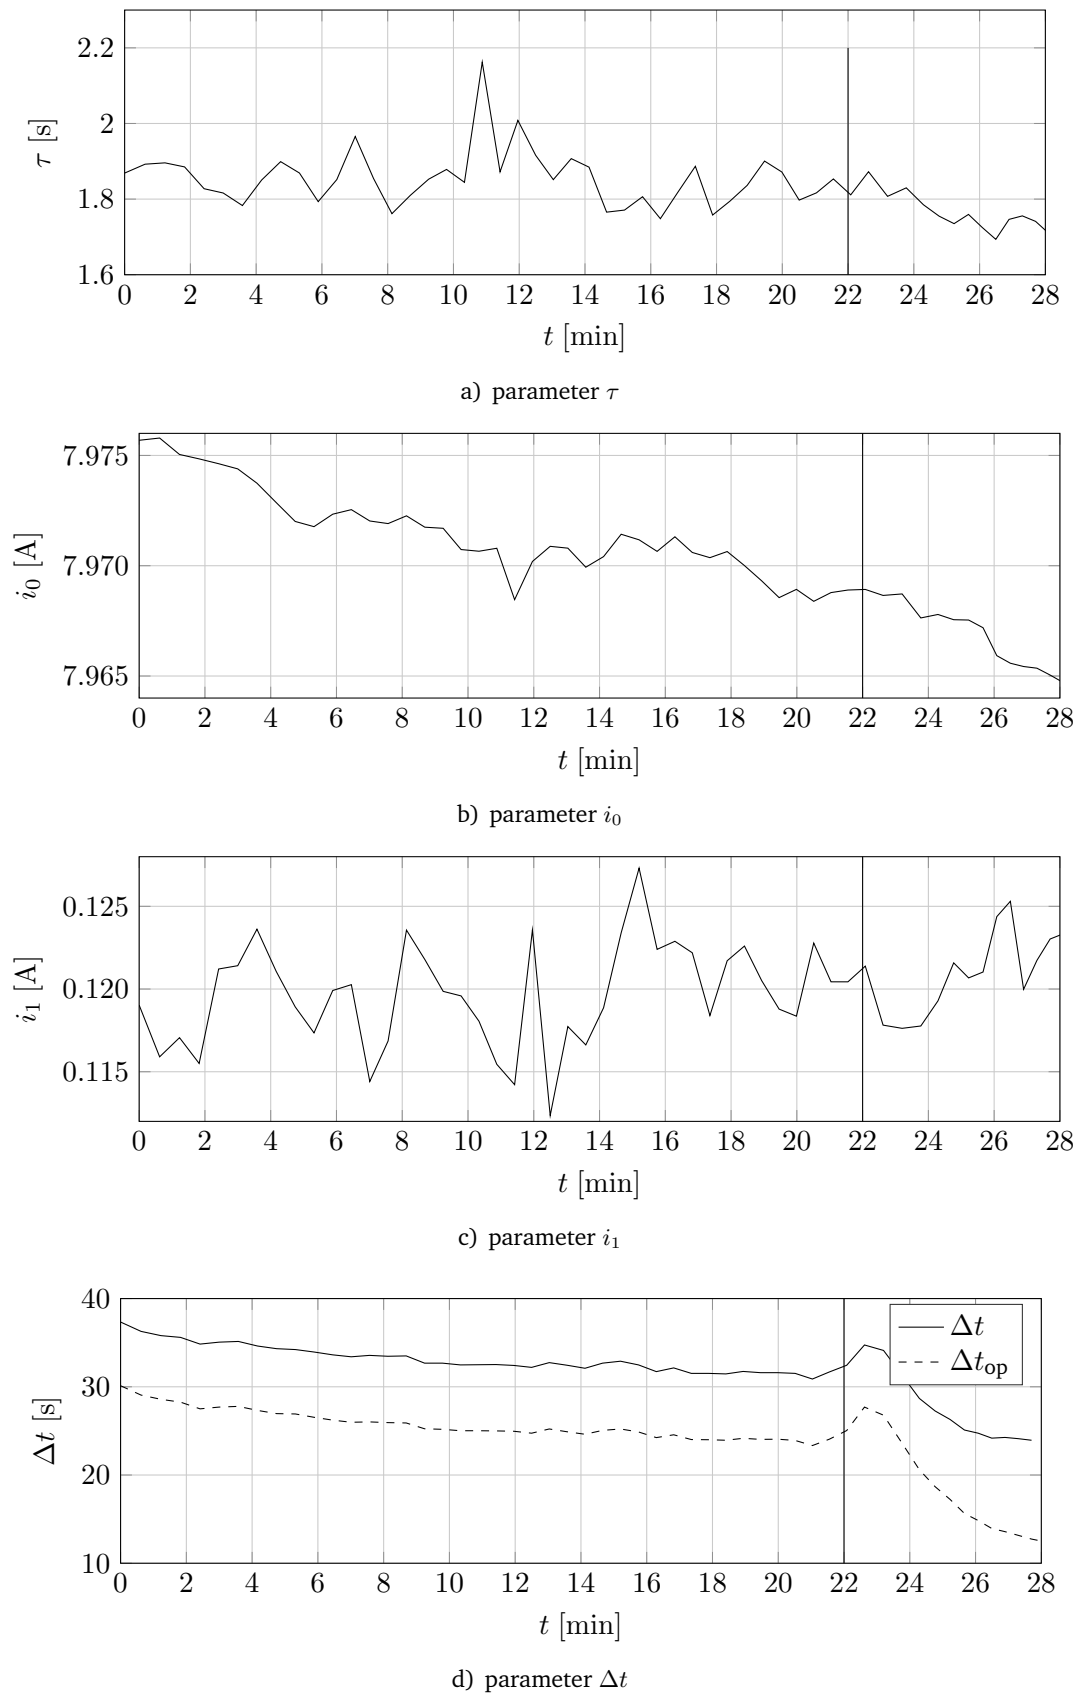 2.2
2
1.8
1.6
τ [s]
0 2 4 6 8 10 12 14 16 18 20 22 24 26 28
t [min]
a) parameter τ
7.975
7.970
7.965
i₀ [A]
0 2 4 6 8 10 12 14 16 18 20 22 24 26 28
t [min]
b) parameter i₀
0.125
0.120
0.115
i₁ [A]
0 2 4 6 8 10 12 14 16 18 20 22 24 26 28
t [min]
c) parameter i₁
40
30
20
10
Δt [s]
Δt
Δt_op
0 2 4 6 8 10 12 14 16 18 20 22 24 26 28
t [min]
d) parameter Δt